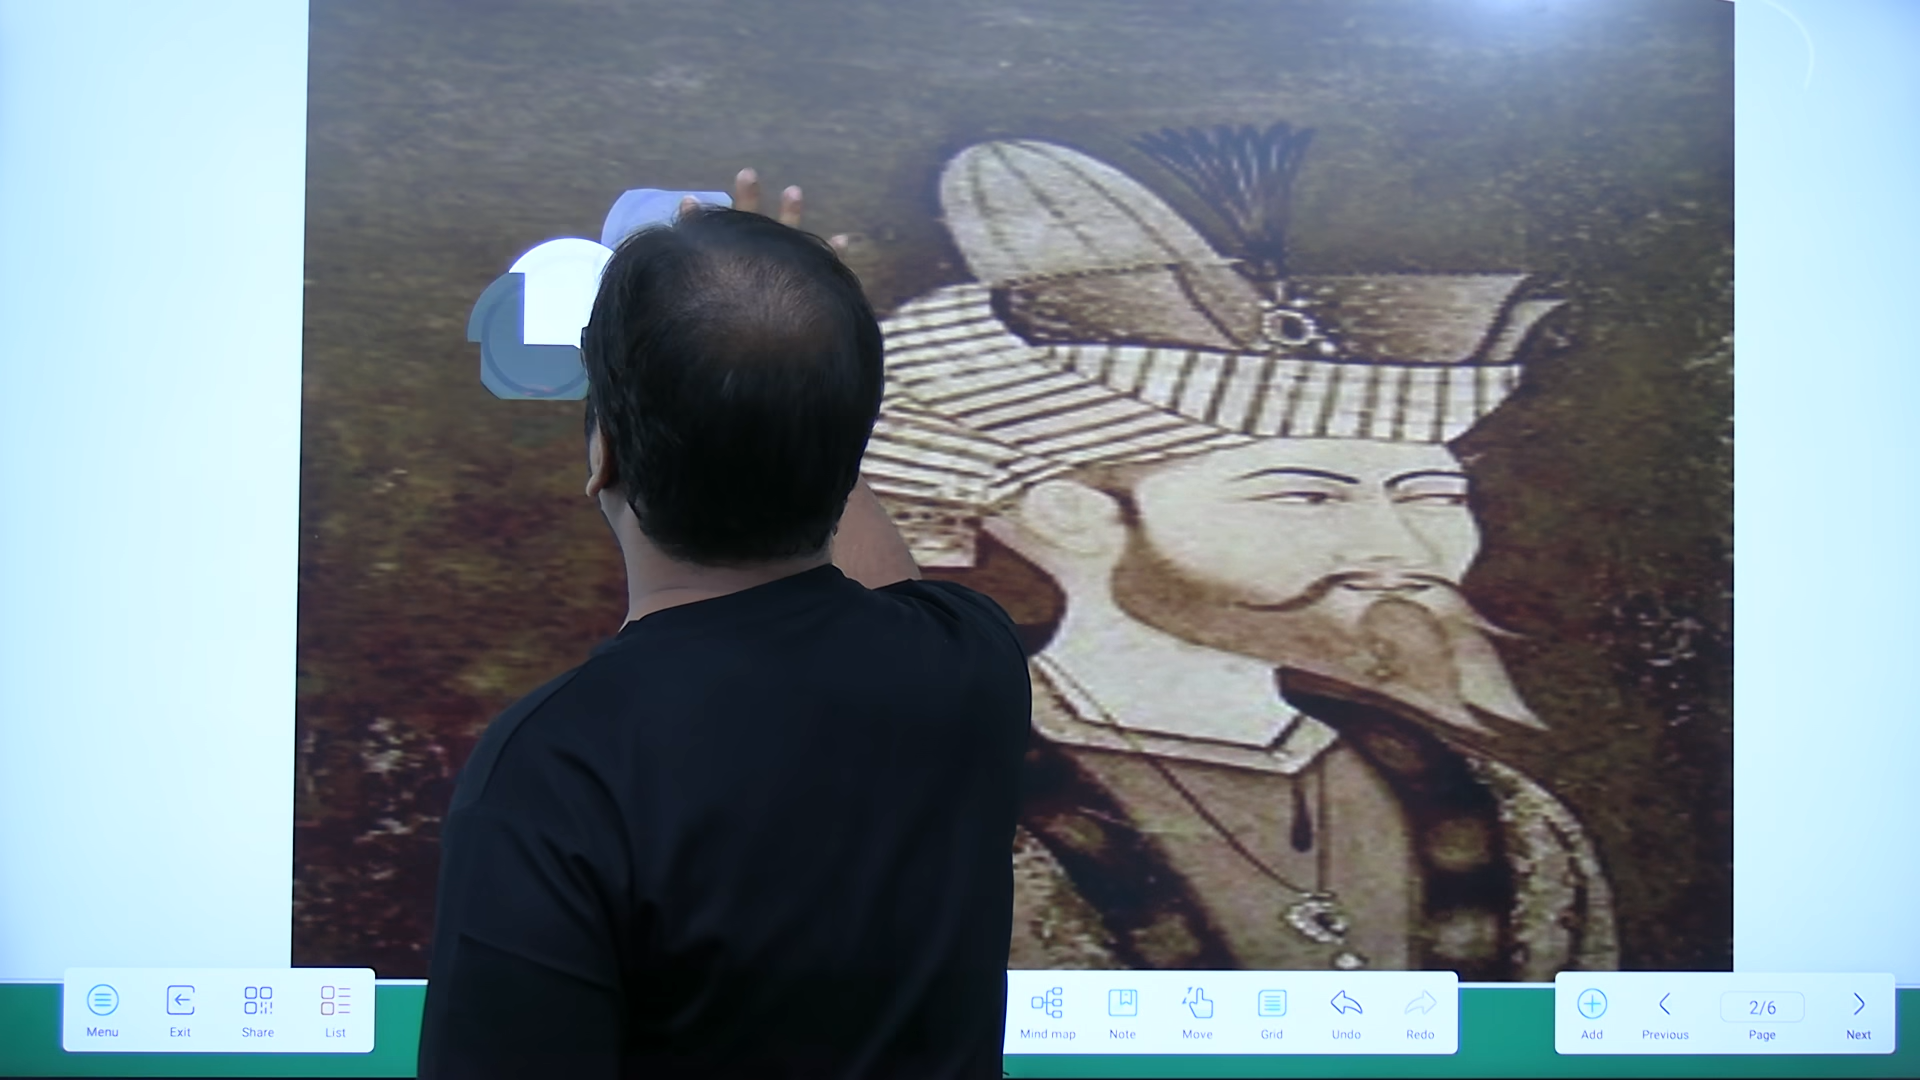 Menu
Exit
Share
List
Mind map
Note
Move
Grid
Undo
Redo
Add
Previous
2/6
Page
Next